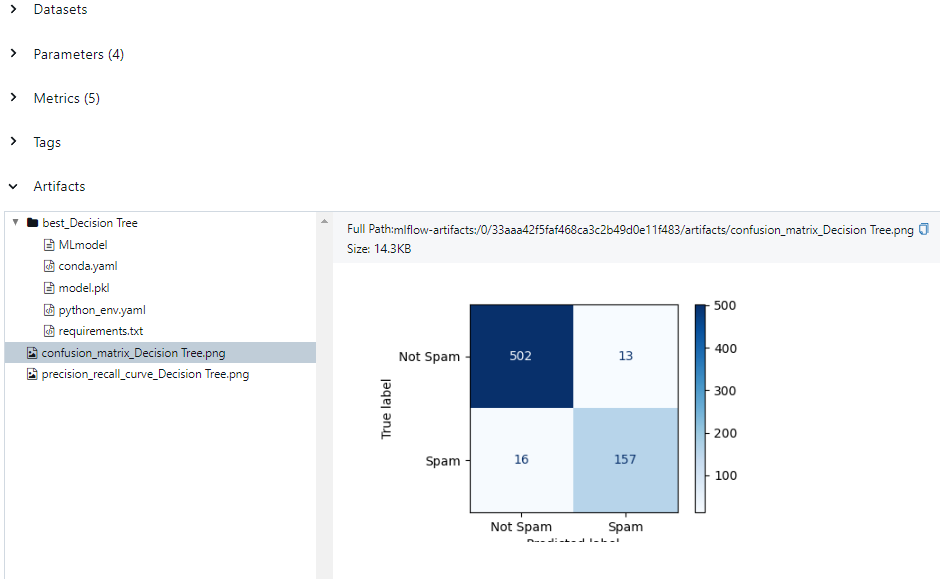 Datasets
Parameters (4)
Metrics (5)
Tags
Artifacts
best_Decision Tree
MLmodel
conda.yaml
model.pkl
python_env.yaml
requirements.txt
confusion_matrix_Decision Tree.png
precision_recall_curve_Decision Tree.png
Full Path:mlflow-artifacts:/0/33aaa42f5faf468ca3c2b49d0e11f483/artifacts/confusion_matrix_Decision Tree.png
Size: 14.3KB
True label
Not Spam 502 13
Spam 16 157
Not Spam Spam
Predicted label
500
400
300
200
100